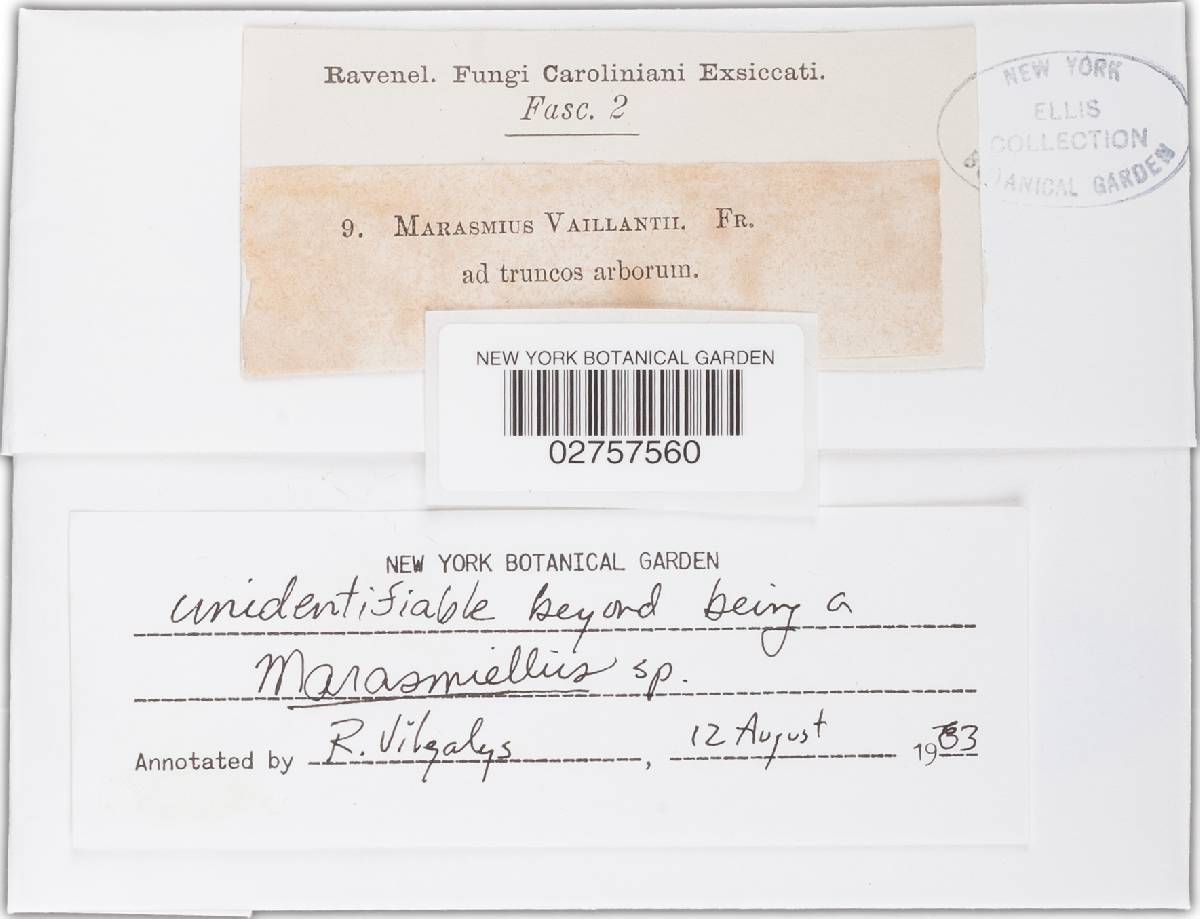 Ravenel. Fungi Caroliniani Exsiccati.
Fasc. 2
NEW YORK
ELLIS
COLLECTION
BOTANICAL GARDEN
9. MARASMIUS VAILLANTII. FR.
ad truncos arborum.
NEW YORK BOTANICAL GARDEN
02757560
NEW YORK BOTANICAL GARDEN
unidentifiable beyond being a
Marasmiellus sp.
Annotated by R. Vilgalys, 12 August 1983